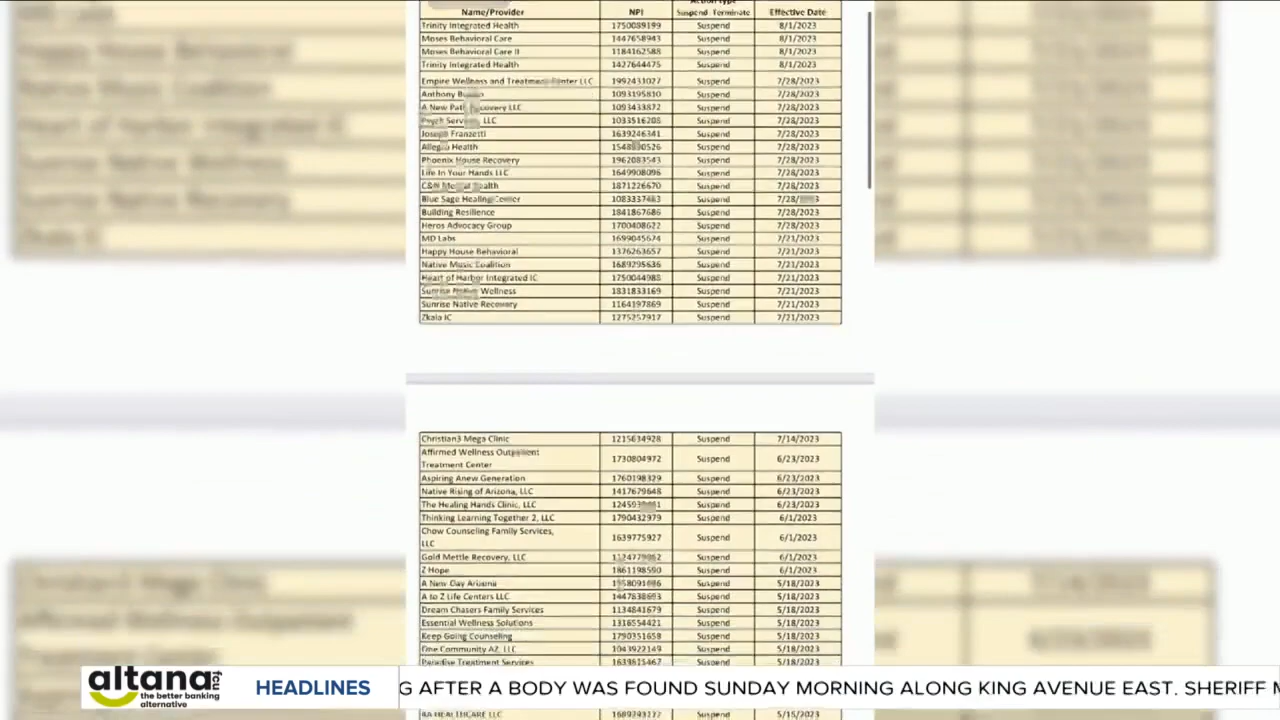 Name/Provider NPI Action Type Suspend Terminate Effective Date
Trinity Integrated Health 1750089199 Suspend 8/1/2023
Moses Behavioral Care 1447658943 Suspend 8/1/2023
Moses Behavioral Care II 1184162588 Suspend 8/1/2023
Trinity Integrated Health 1427644475 Suspend 8/1/2023
Empire Wellness and Treatment Center LLC 1992431027 Suspend 7/28/2023
Anthony 1093195810 Suspend 7/28/2023
A New Path Recovery LLC 1093433872 Suspend 7/28/2023
Psych Services, LLC 1033516208 Suspend 7/28/2023
Joseph Franzetti 1639246341 Suspend 7/28/2023
Allegro Health Suspend 7/28/2023
Phoenix House Recovery 1962083543 Suspend 7/28/2023
Life In Your Hands LLC 1649908096 Suspend 7/28/2023
C&N Mental Health 1871226670 Suspend 7/28/2023
Blue Sage Healing Center 1083337463 Suspend
Building Resilience 1841867686 Suspend 7/28/2023
Heros Advocacy Group 1700408622 Suspend 7/28/2023
MD Labs 1699045674 Suspend 7/21/2023
Happy House Behavioral 1376263657 Suspend 7/21/2023
Native Music Coalition 1689295636 Suspend 7/21/2023
Heart of Harbor Integrated IC 1750044988 Suspend 7/21/2023
Sunrise Native Wellness 1831833169 Suspend 7/21/2023
Sunrise Native Recovery 1164197869 Suspend 7/21/2023
Zkala IC 1275257917 Suspend 7/21/2023
Christian3 Mega Clinic 1215634928 Suspend 7/14/2023
Affirmed Wellness Outpatient
Treatment Center 1730804972 Suspend 6/23/2023
Aspiring Anew Generation 1760198329 Suspend 6/23/2023
Native Rising of Arizona, LLC 1417679648 Suspend 6/23/2023
The Healing Hands Clinic, LLC Suspend 6/23/2023
Thinking Learning Together 2, LLC 1790432979 Suspend 6/1/2023
Chow Counseling Family Services,
LLC 1639775927 Suspend 6/1/2023
Gold Mettle Recovery, LLC Suspend 6/1/2023
Z Hope 1861198590 Suspend 6/1/2023
A New Day Arizona Suspend 5/18/2023
A to Z Life Centers LLC 1447838693 Suspend 5/18/2023
Dream Chasers Family Services 1134841679 Suspend 5/18/2023
Essential Wellness Solutions 1316554421 Suspend 5/18/2023
Keep Going Counseling 1790351658 Suspend 5/18/2023
One Community AZ, LLC 1043922149 Suspend 5/18/2023
Paradise Treatment Services 1639815467 Suspend 5/18/2023
altana fcu
the better banking
alternative
HEADLINES
G AFTER A BODY WAS FOUND SUNDAY MORNING ALONG KING AVENUE EAST. SHERIFF M
HEALTHCARE LLC Suspend 5/15/2023